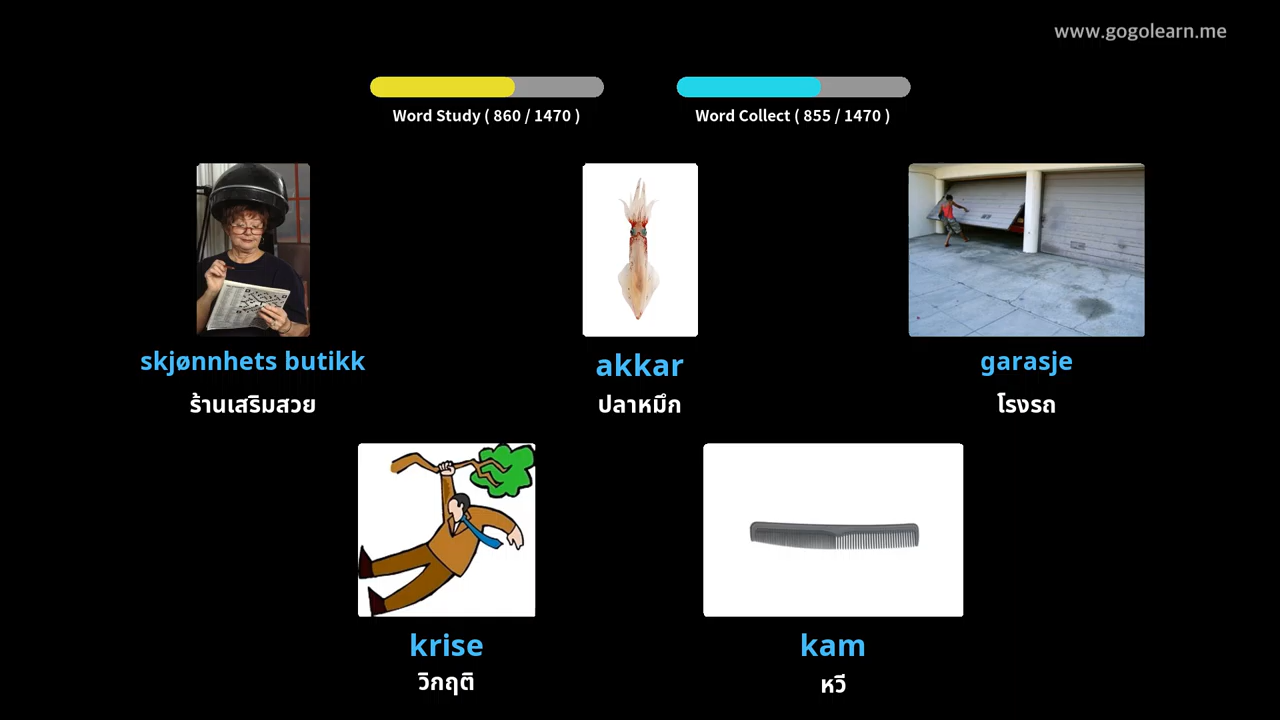 www.gogolearn.me
Word Study ( 860 / 1470 )
Word Collect ( 855 / 1470 )
skjønnhets butikk
ร้านเสริมสวย
akkar
ปลาหมึก
garasje
โรงรถ
krise
วิกฤติ
kam
หวี